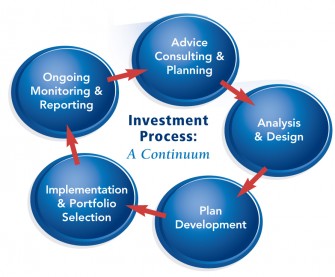 Advice
Consulting &
Planning
Analysis
& Design
Plan
Development
Implementation
& Portfolio
Selection
Ongoing
Monitoring &
Reporting
Investment
Process:
A Continuum